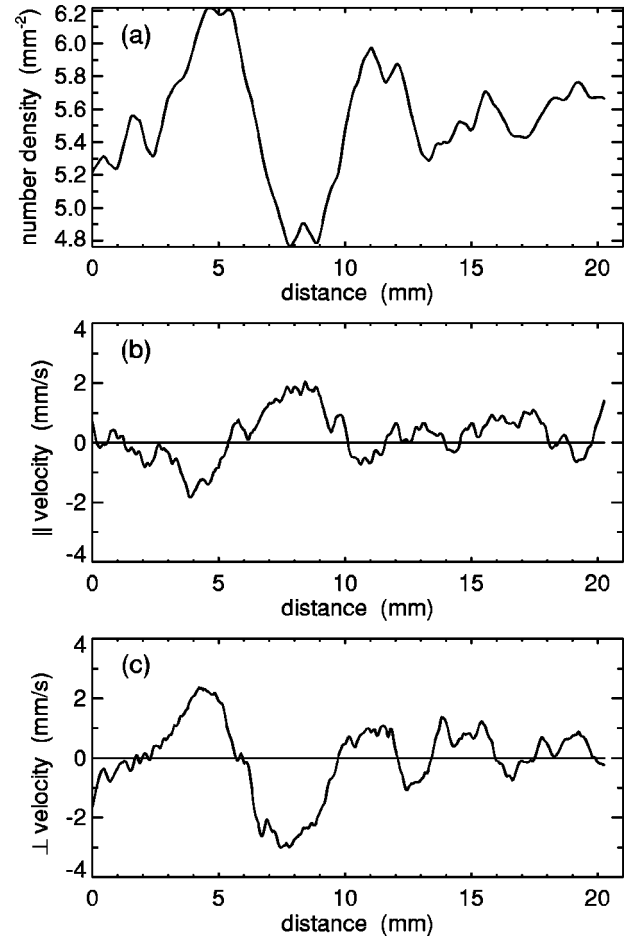 (a)
number density (mm⁻²)
6.2
6.0
5.8
5.6
5.4
5.2
5.0
4.8
0 5 10 15 20
distance (mm)
(b)
|| velocity (mm/s)
4
2
0
-2
-4
0 5 10 15 20
distance (mm)
(c)
⊥ velocity (mm/s)
4
2
0
-2
-4
0 5 10 15 20
distance (mm)